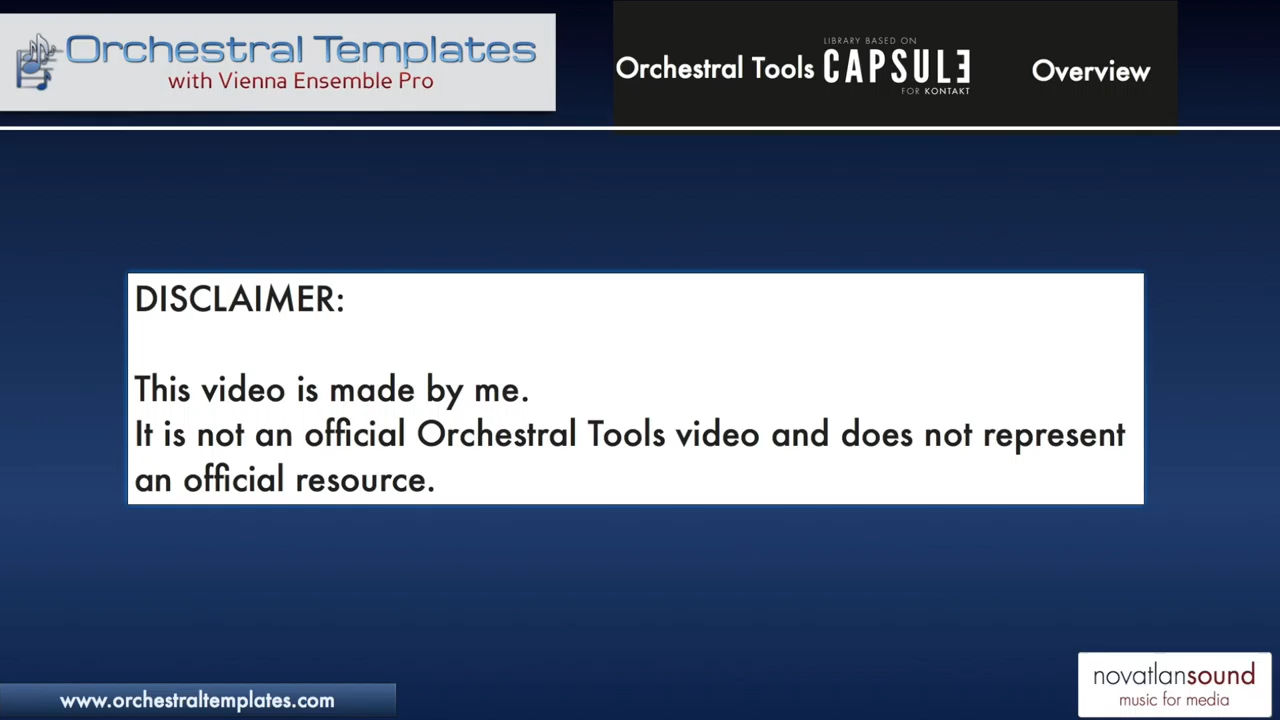 Orchestral Templates
with Vienna Ensemble Pro
Orchestral Tools
LIBRARY BASED ON
CAPSULE
FOR KONTAKT
Overview
DISCLAIMER:
This video is made by me.
It is not an official Orchestral Tools video and does not represent
an official resource.
www.orchestraltemplates.com
novatlansound
music for media